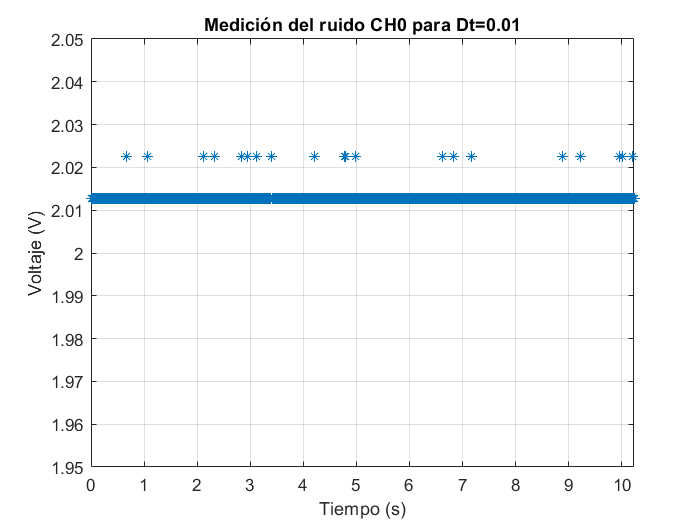 Medición del ruido CH0 para Dt=0.01
Voltaje (V)
2.05
2.04
2.03
2.02
2.01
2
1.99
1.98
1.97
1.96
1.95
0 1 2 3 4 5 6 7 8 9 10
Tiempo (s)